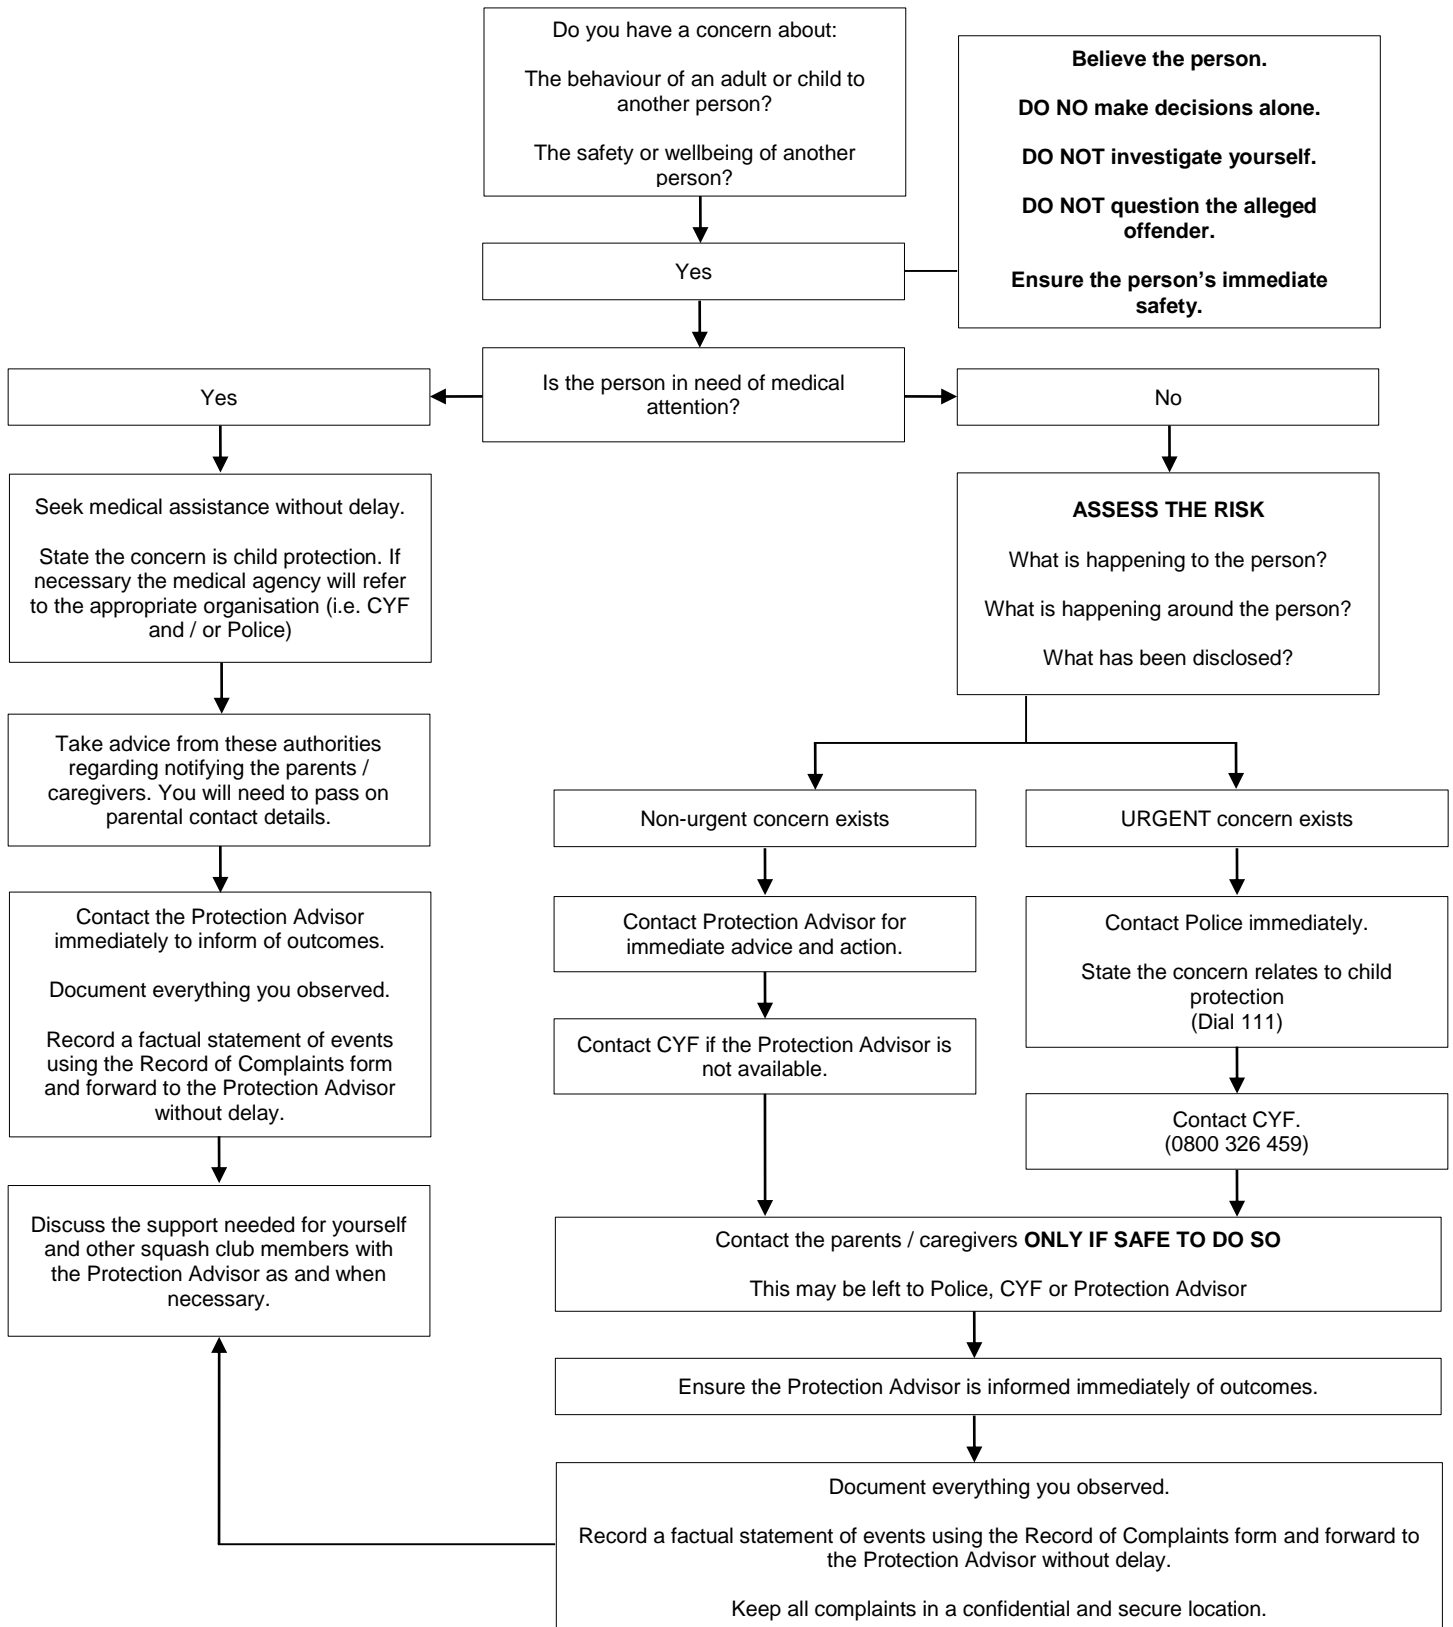 Do you have a concern about:
The behaviour of an adult or child to
another person?
The safety or wellbeing of another
person?
Believe the person.
DO NO make decisions alone.
DO NOT investigate yourself.
DO NOT question the alleged
offender.
Ensure the person’s immediate
safety.
Yes
Is the person in need of medical
attention?
Yes
No
Seek medical assistance without delay.
State the concern is child protection. If
necessary the medical agency will refer
to the appropriate organisation (i.e. CYF
and / or Police)
ASSESS THE RISK
What is happening to the person?
What is happening around the person?
What has been disclosed?
Take advice from these authorities
regarding notifying the parents /
caregivers. You will need to pass on
parental contact details.
Non-urgent concern exists
URGENT concern exists
Contact the Protection Advisor
immediately to inform of outcomes.
Document everything you observed.
Record a factual statement of events
using the Record of Complaints form
and forward to the Protection Advisor
without delay.
Contact Protection Advisor for
immediate advice and action.
Contact Police immediately.
State the concern relates to child
protection
(Dial 111)
Contact CYF if the Protection Advisor is
not available.
Contact CYF.
(0800 326 459)
Discuss the support needed for yourself
and other squash club members with
the Protection Advisor as and when
necessary.
Contact the parents / caregivers ONLY IF SAFE TO DO SO
This may be left to Police, CYF or Protection Advisor
Ensure the Protection Advisor is informed immediately of outcomes.
Document everything you observed.
Record a factual statement of events using the Record of Complaints form and forward to
the Protection Advisor without delay.
Keep all complaints in a confidential and secure location.